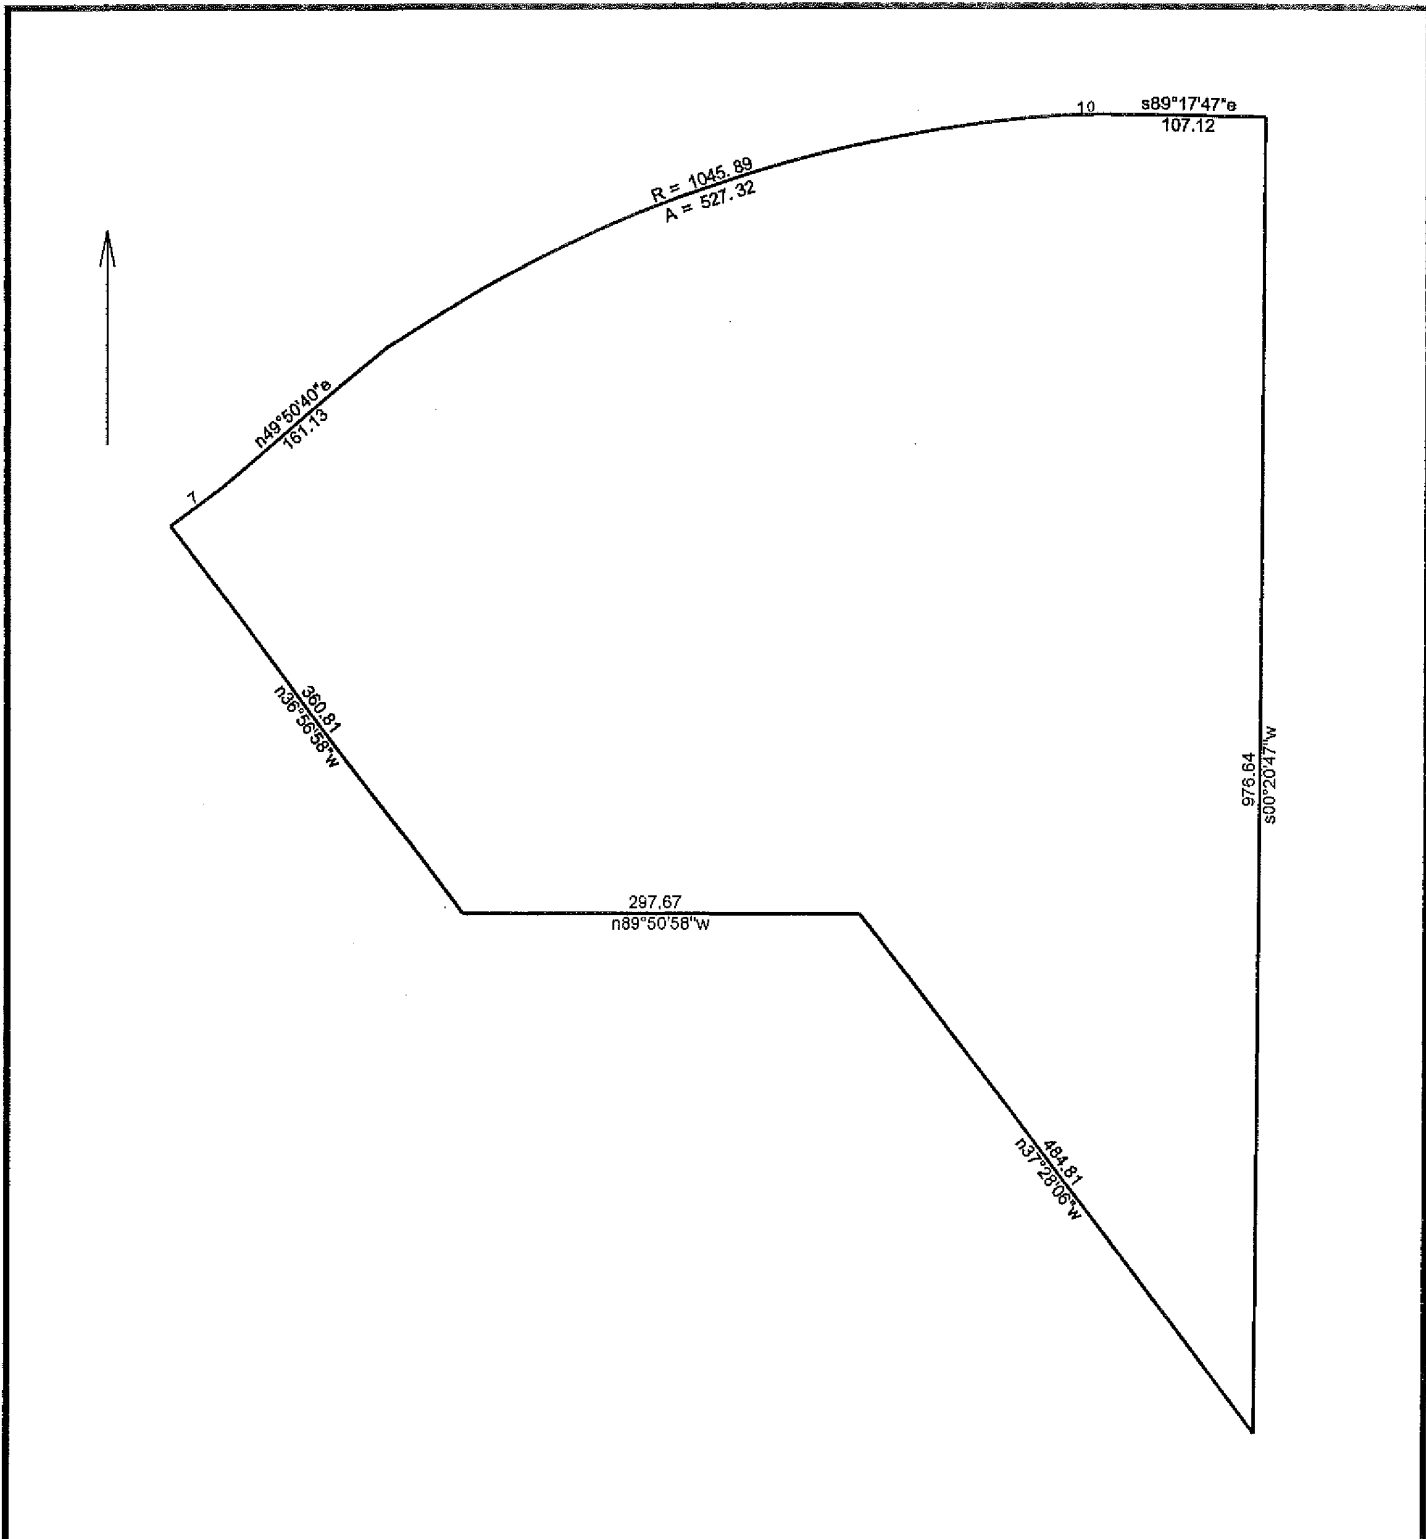 10
s89°17'47"e
107.12
R = 1045.89
A = 527.32
n49°50'40"e
161.13
7
360.81
n36°56'58"w
976.64
s00°20'47"w
297.67
n89°50'58"w
484.81
n37°28'06"w